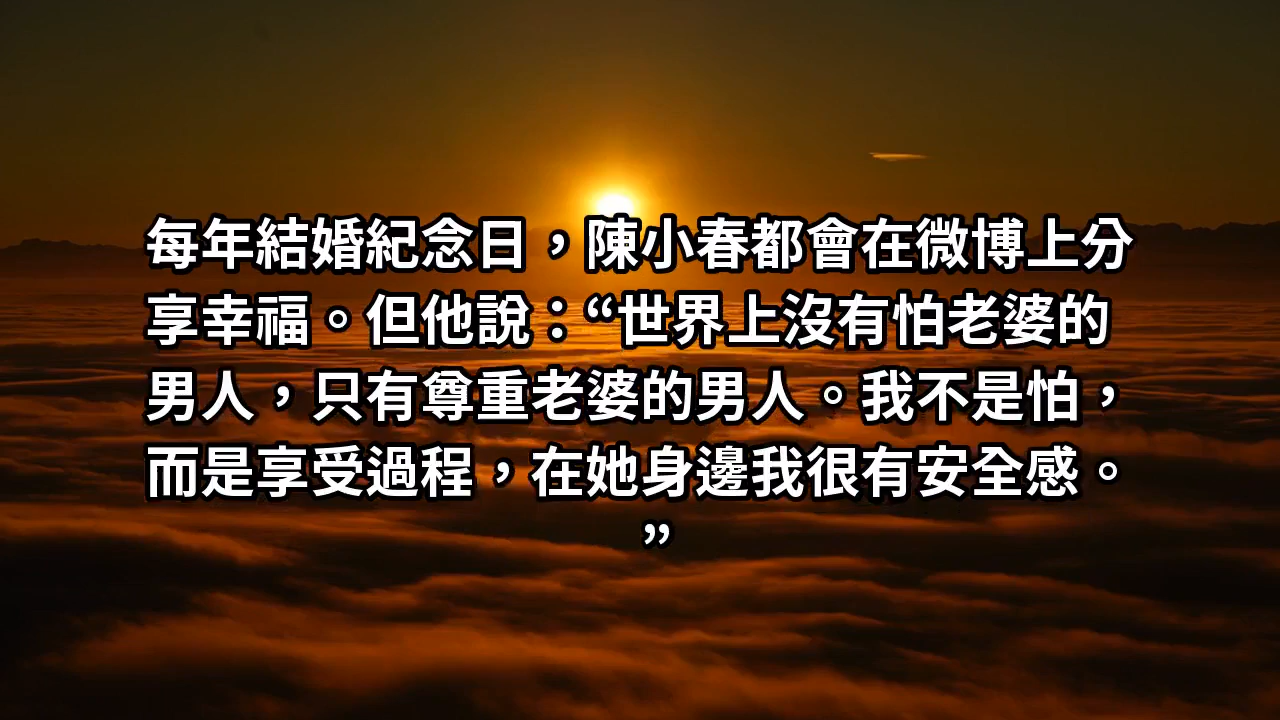 每年結婚紀念日，陳小春都會在微博上分
享幸福。但他說：“世界上沒有怕老婆的
男人，只有尊重老婆的男人。我不是怕，
而是享受過程，在她身邊我很有安全感。
”